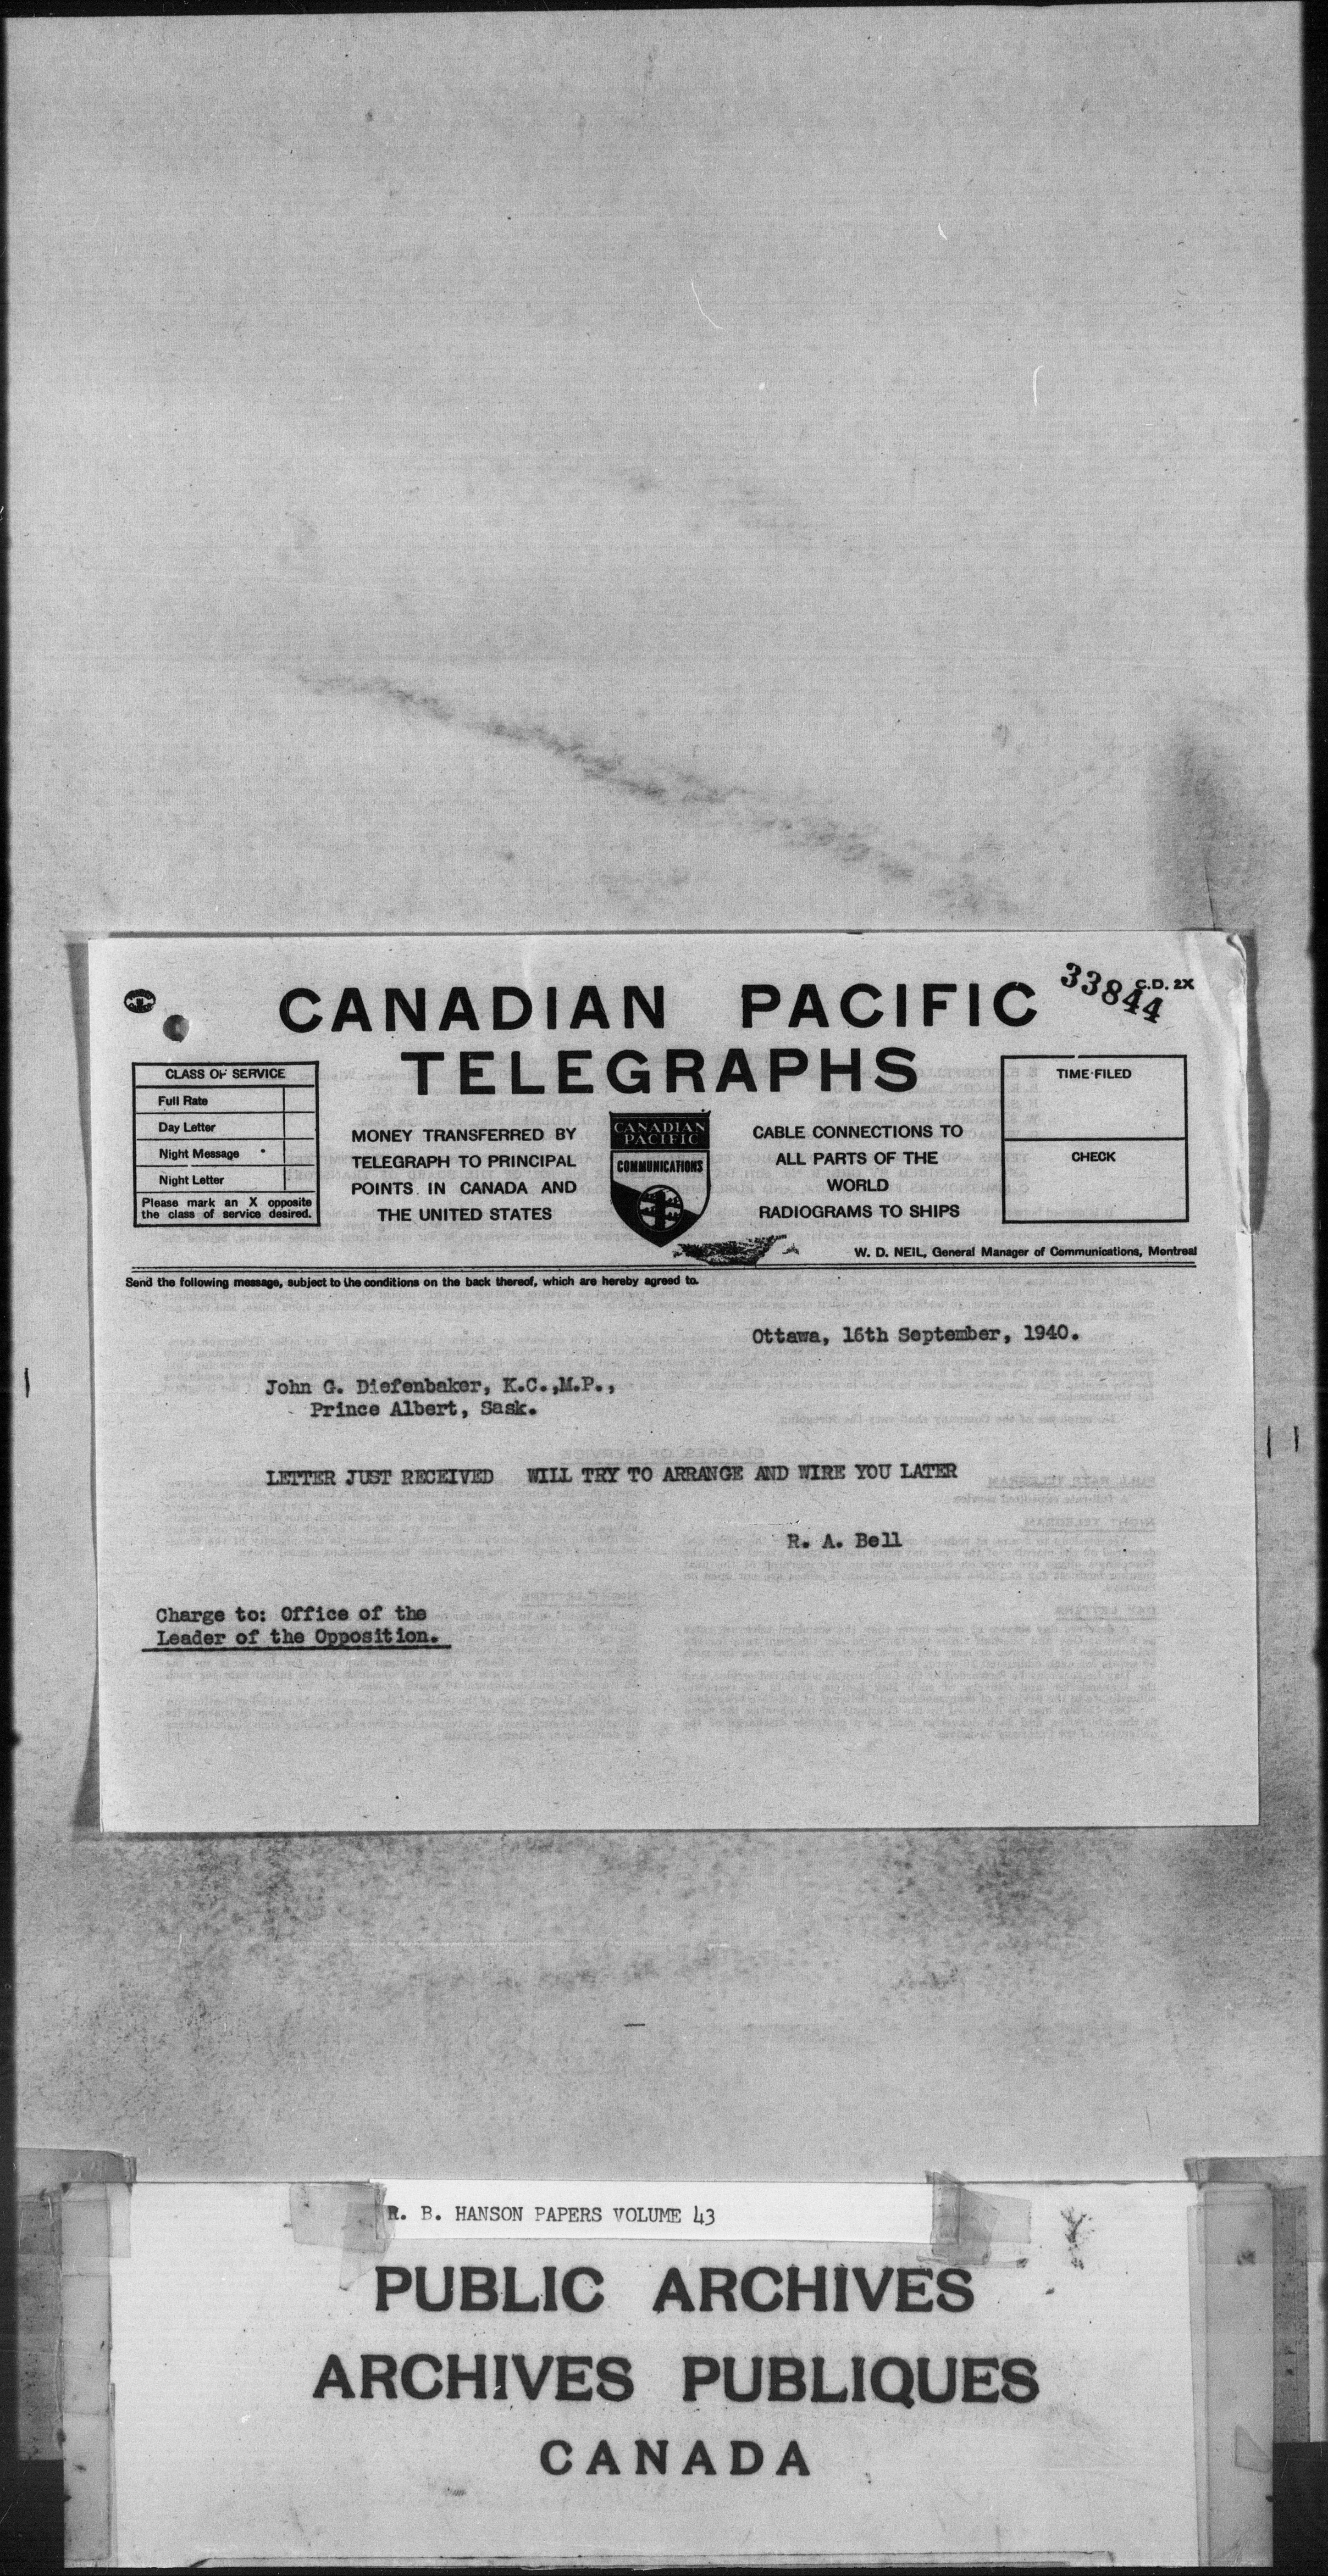 33844
C.D. 2X
CANADIAN PACIFIC
TELEGRAPHS
CLASS OF SERVICE
Full Rate
Day Letter
Night Message
Night Letter
Please mark an X opposite
the class of service desired.
MONEY TRANSFERRED BY
TELEGRAPH TO PRINCIPAL
POINTS IN CANADA AND
THE UNITED STATES
CANADIAN
PACIFIC
COMMUNICATIONS
CABLE CONNECTIONS TO
ALL PARTS OF THE
WORLD
RADIOGRAMS TO SHIPS
TIME FILED
CHECK
W. D. NEIL, General Manager of Communications, Montreal
Send the following message, subject to the conditions on the back thereof, which are hereby agreed to.
Ottawa, 16th September, 1940.
John G. Diefenbaker, K.C.,M.P.,
Prince Albert, Sask.
LETTER JUST RECEIVED WILL TRY TO ARRANGE AND WIRE YOU LATER
R. A. Bell
Charge to: Office of the
Leader of the Opposition.
R. B. HANSON PAPERS VOLUME 43
PUBLIC ARCHIVES
ARCHIVES PUBLIQUES
CANADA